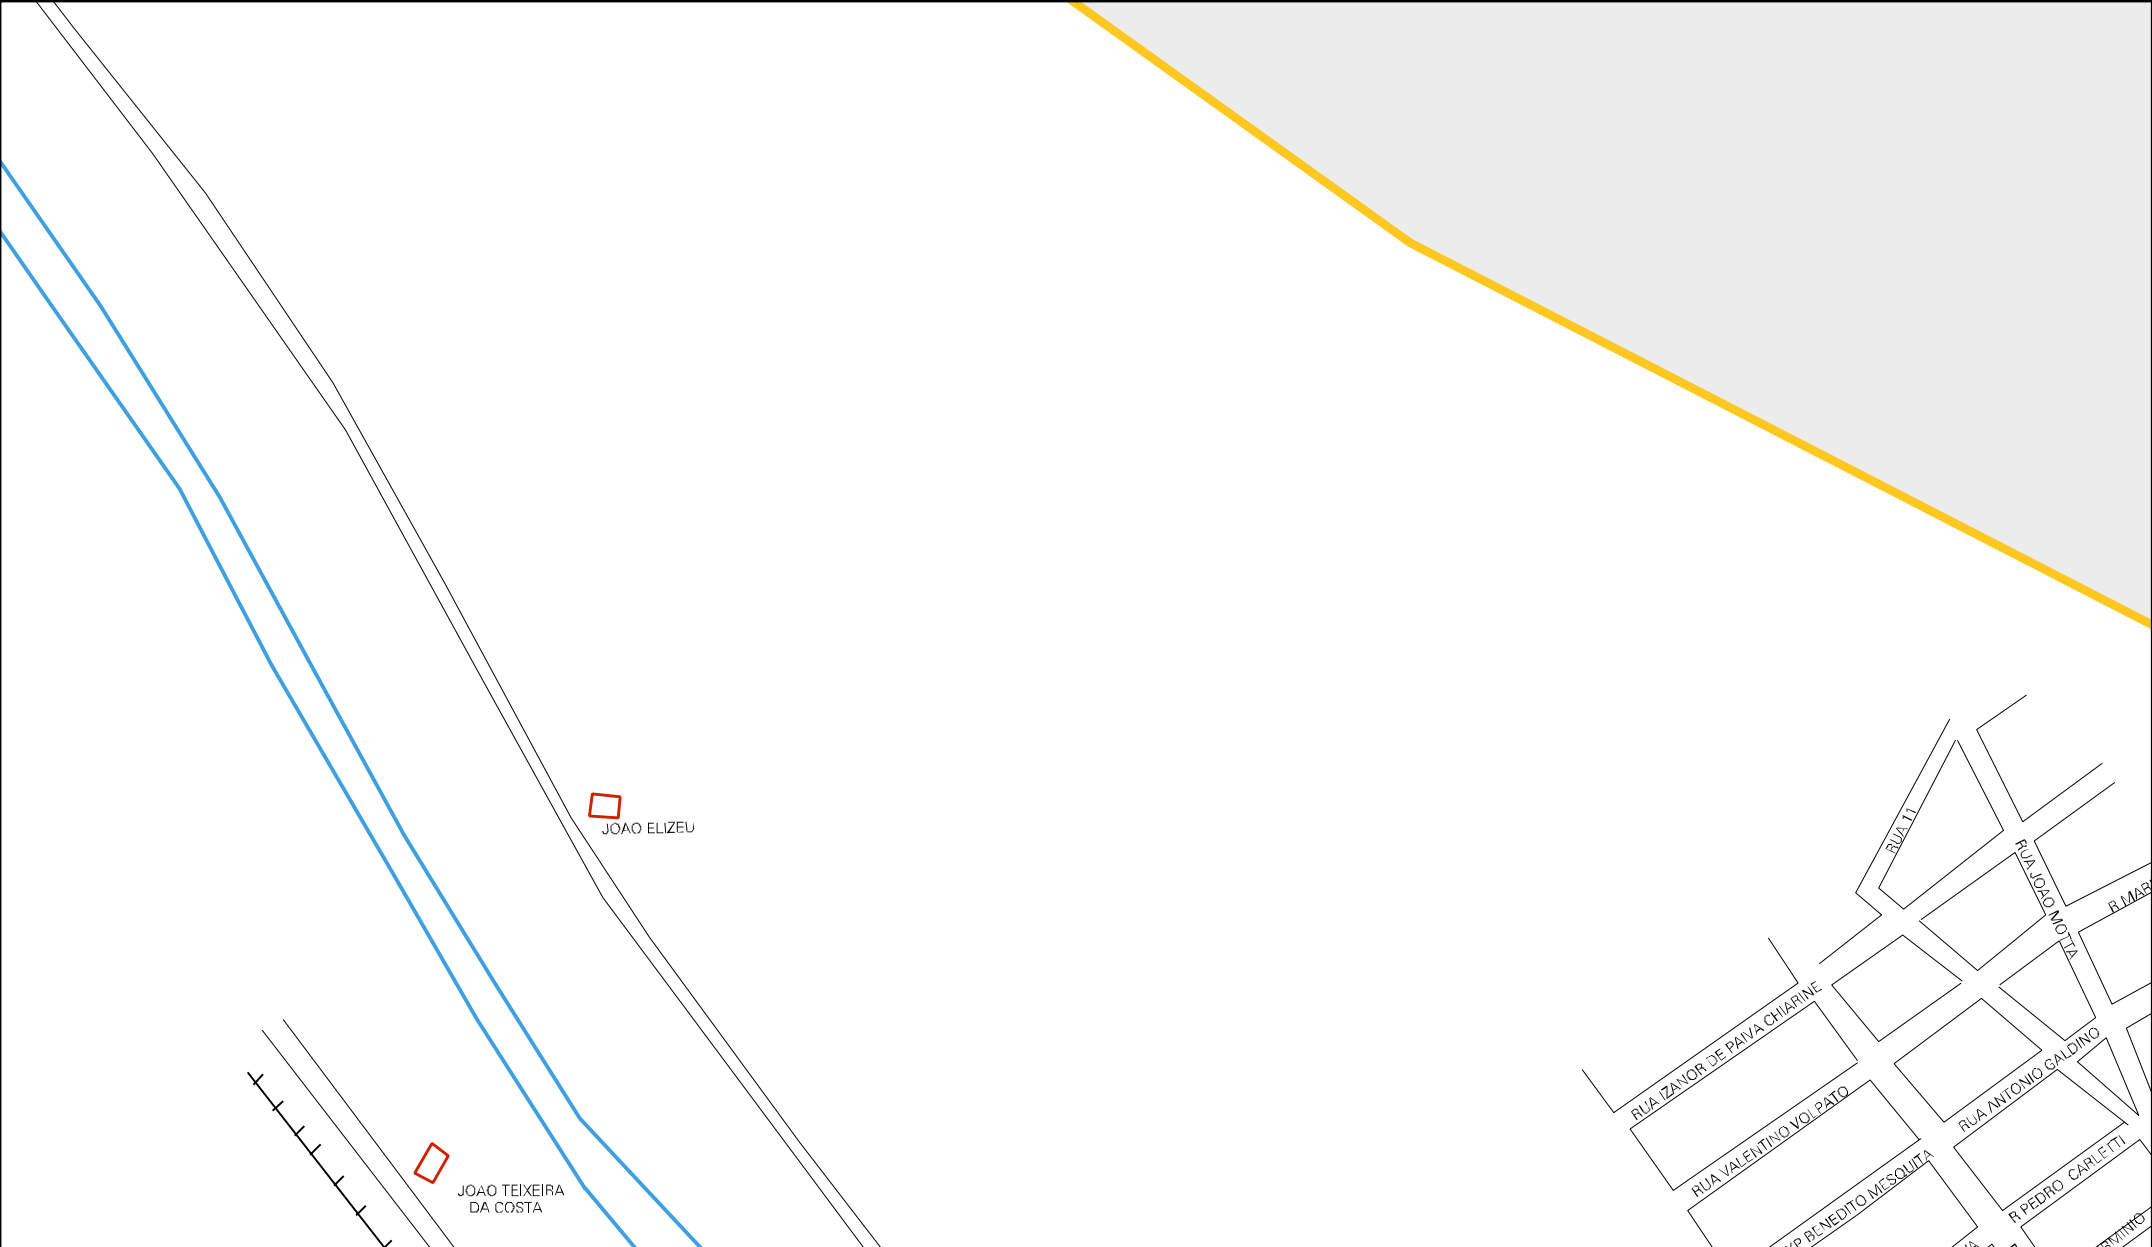 JOAO ELIZEU
RUA 11
RUA JOAO MOTTA
RUA IZANOR DE PAIVA CHIARINE
RUA ANTONIO GALDINO
RUA VALENTINO VOLPATO
R PEDRO CARLETTI
BENEDITO MESQUITA
JOAO TEIXEIRA
DA COSTA